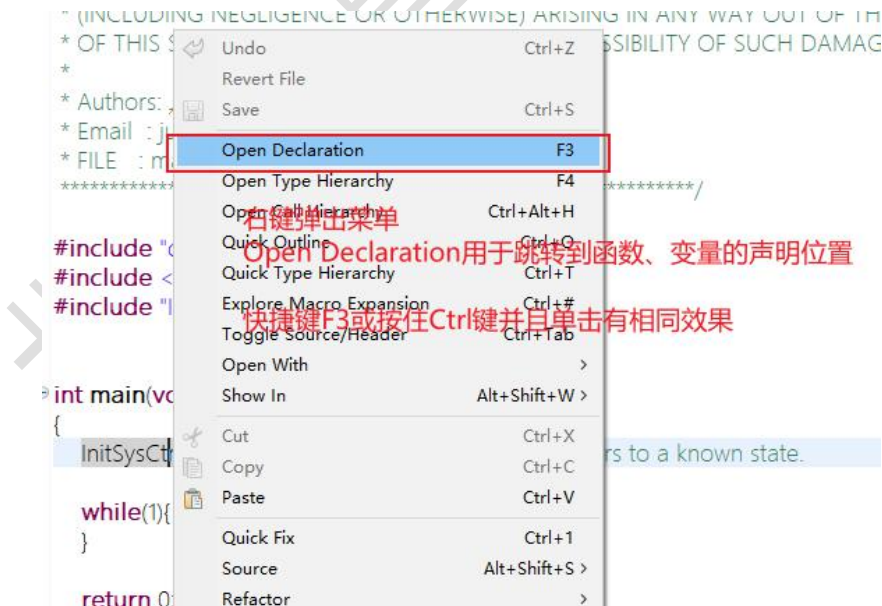 * (INCLUDING NEGLIGENCE OR OTHERWISE) ARISING IN ANY WAY OUT OF TH
* OF THIS S
SSIBILITY OF SUCH DAMAG
*
* Authors:
* Email : ju
* FILE : ma
*************
*********/
#include "d
#include <
#include "I
int main(vo
{
InitSysCt
rs to a known state.
while(1){
}
return 0;
Undo Ctrl+Z
Revert File
Save Ctrl+S
Open Declaration F3
Open Type Hierarchy F4
Open Call Hierarchy Ctrl+Alt+H
右键弹出菜单
Quick Outline Ctrl+O
Open Declaration用于跳转到函数、变量的声明位置
Quick Type Hierarchy Ctrl+T
Explore Macro Expansion Ctrl+#
快捷键F3或按住Ctrl键并且单击有相同效果
Toggle Source/Header Ctrl+Tab
Open With >
Show In Alt+Shift+W >
Cut Ctrl+X
Copy Ctrl+C
Paste Ctrl+V
Quick Fix Ctrl+1
Source Alt+Shift+S >
Refactor >